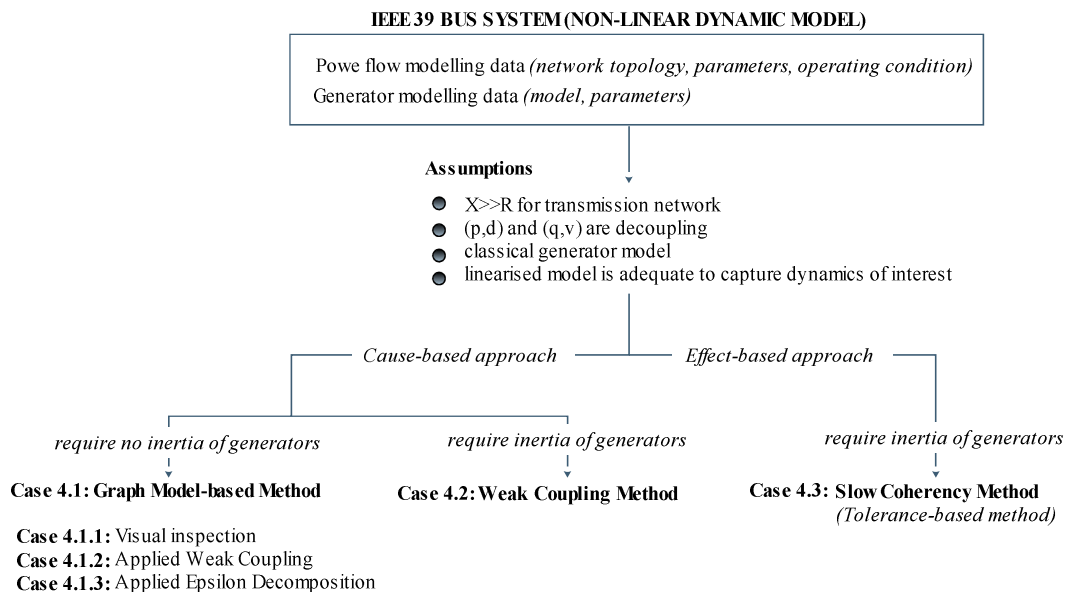 IEEE 39 BUS SYSTEM (NON-LINEAR DYNAMIC MODEL)
Powe flow modelling data (network topology, parameters, operating condition)
Generator modelling data (model, parameters)
Assumptions
X>>R for transmission network
(p,d) and (q,v) are decoupling
classical generator model
linearised model is adequate to capture dynamics of interest
Cause-based approach
Effect-based approach
require no inertia of generators
require inertia of generators
require inertia of generators
Case 4.1: Graph Model-based Method
Case 4.2: Weak Coupling Method
Case 4.3: Slow Coherency Method
(Tolerance-based method)
Case 4.1.1: Visual inspection
Case 4.1.2: Applied Weak Coupling
Case 4.1.3: Applied Epsilon Decomposition